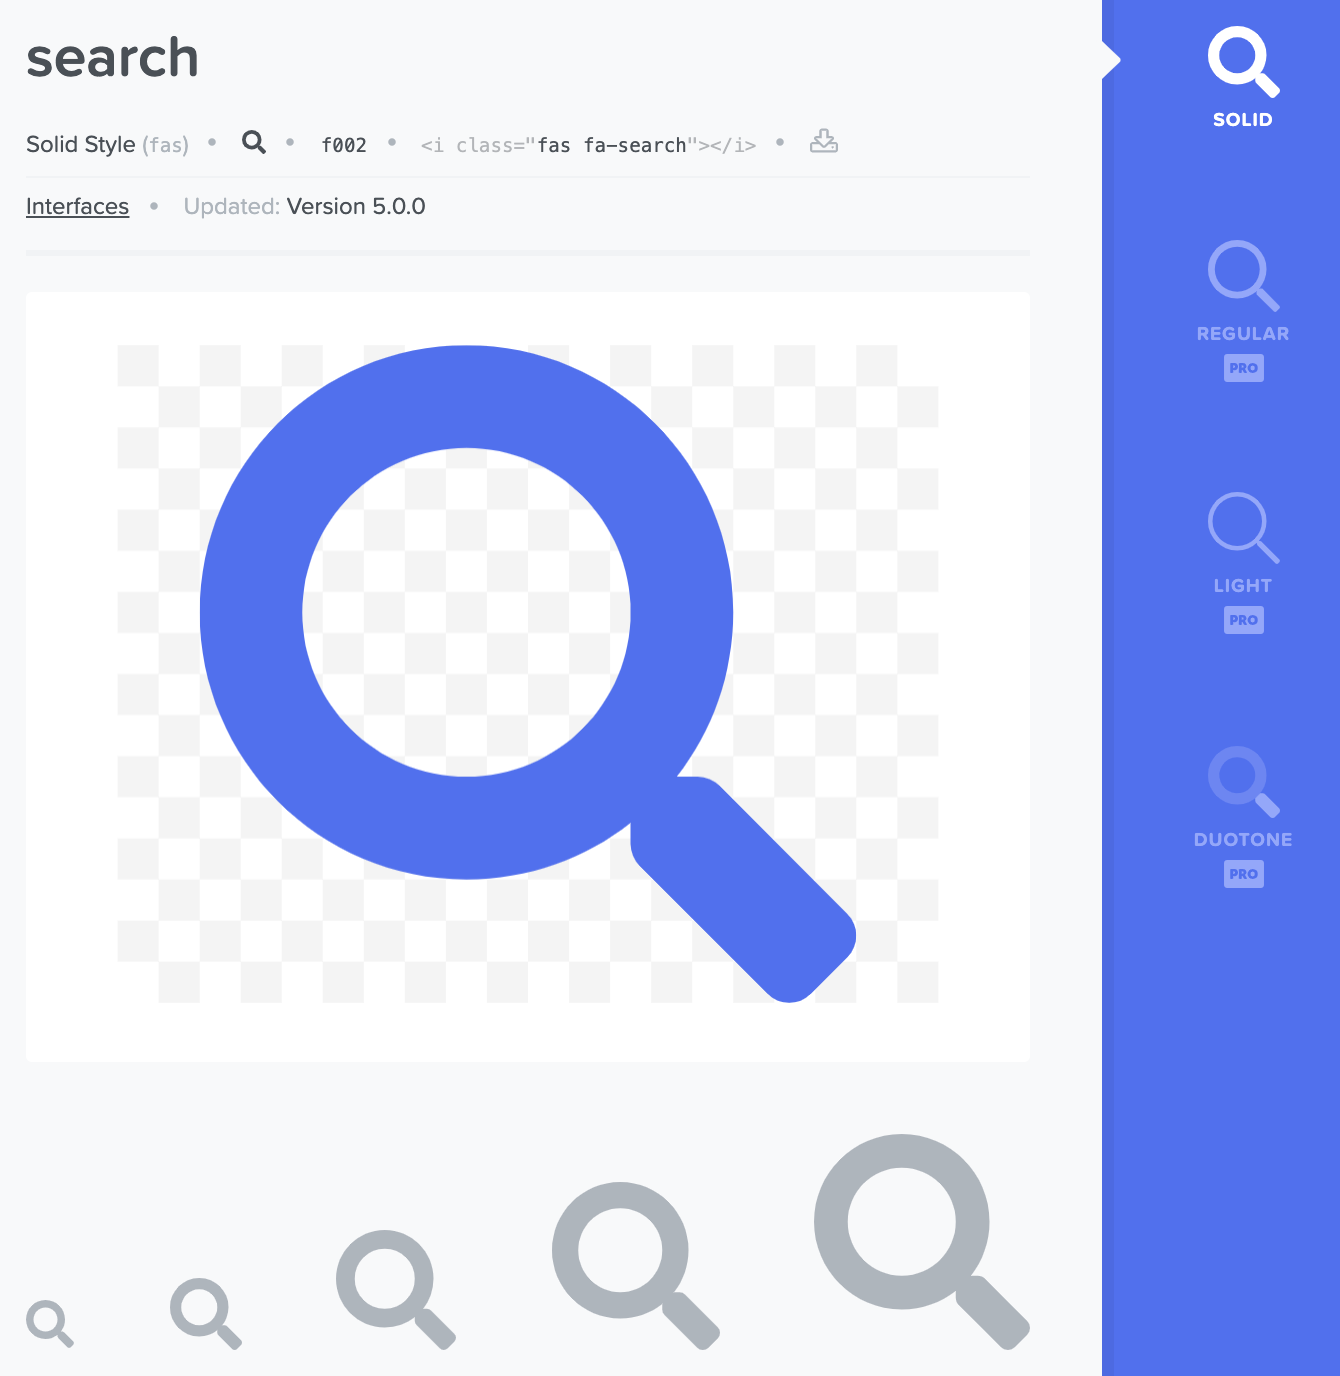 search
Solid Style (fas) • f002 • <i class="fas fa-search"></i> •
Interfaces • Updated: Version 5.0.0
SOLID
REGULAR
PRO
LIGHT
PRO
DUOTONE
PRO